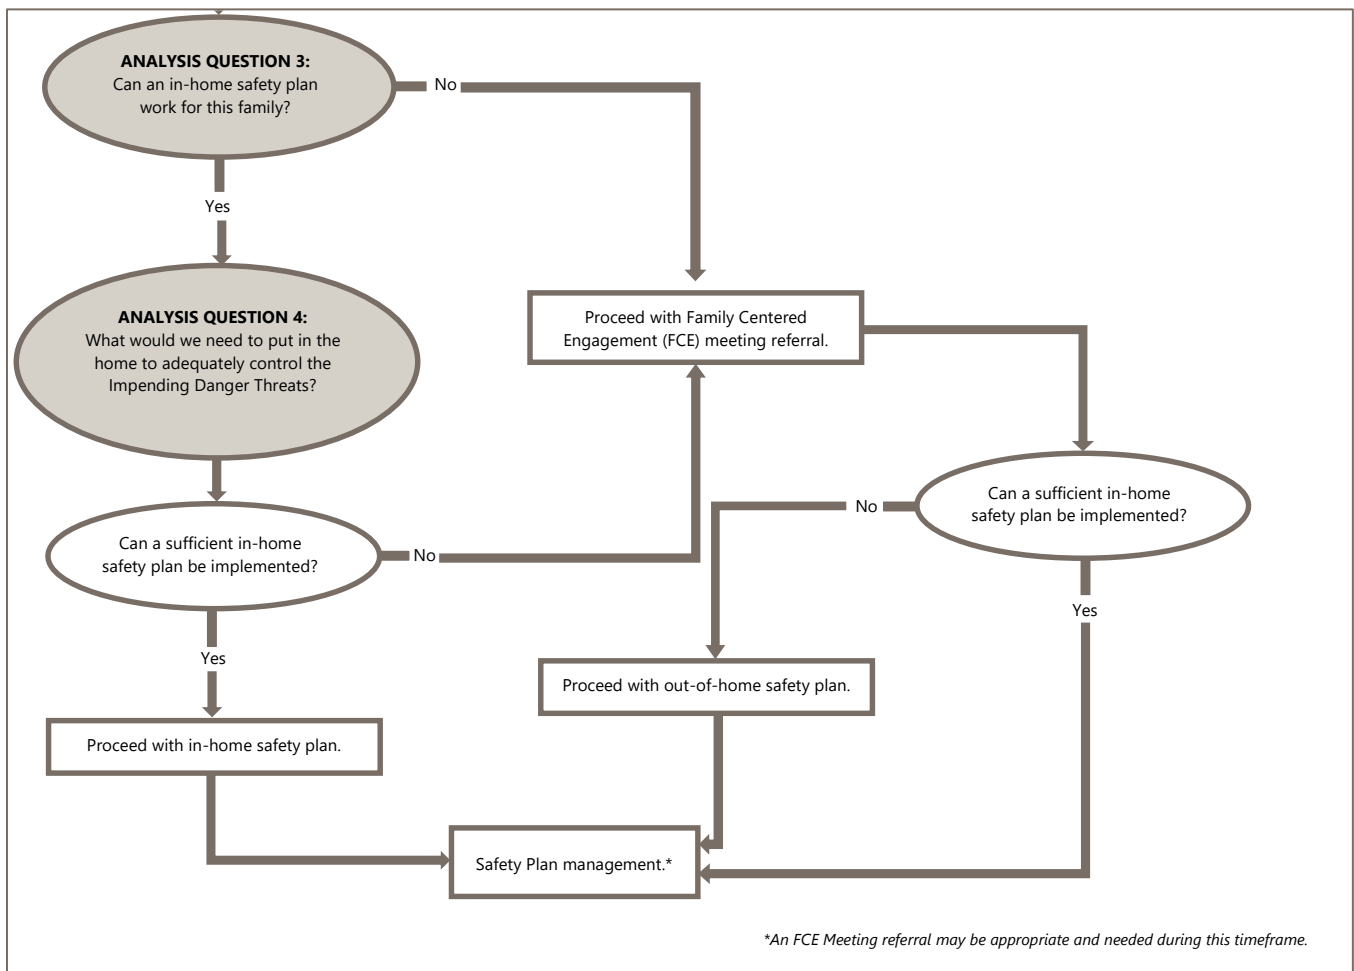 ANALYSIS QUESTION 3:
Can an in-home safety plan
work for this family?
No
Yes
ANALYSIS QUESTION 4:
What would we need to put in the
home to adequately control the
Impending Danger Threats?
Proceed with Family Centered
Engagement (FCE) meeting referral.
Can a sufficient in-home
safety plan be implemented?
No
Can a sufficient in-home
safety plan be implemented?
No
Yes
Yes
Proceed with out-of-home safety plan.
Proceed with in-home safety plan.
Safety Plan management.*
*An FCE Meeting referral may be appropriate and needed during this timeframe.